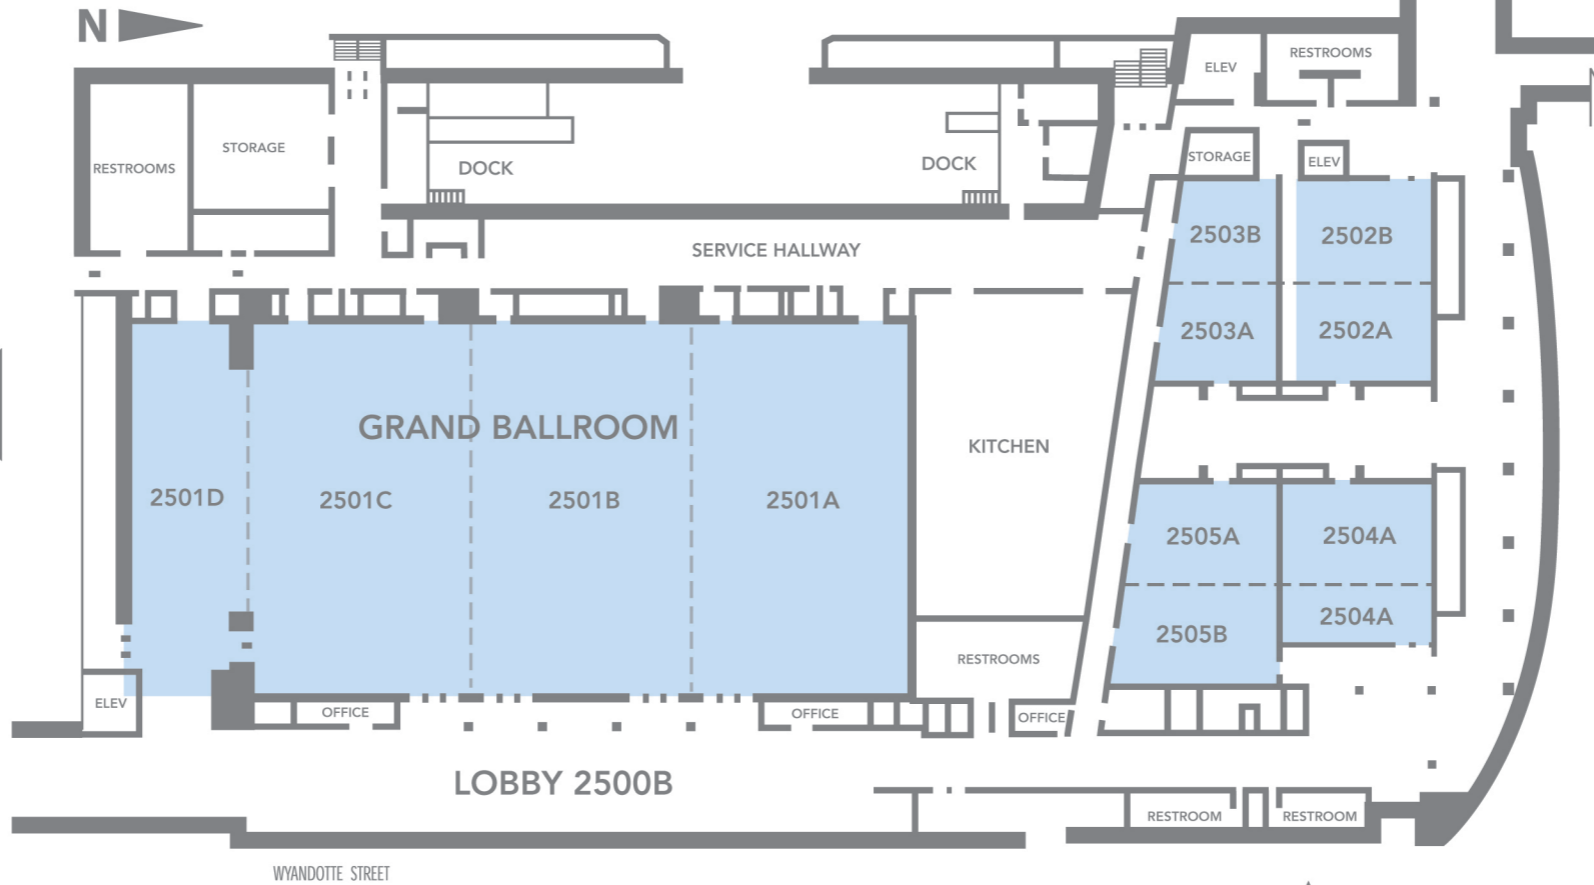 N
RESTROOMS
ELEV
STORAGE
RESTROOMS
DOCK
DOCK
STORAGE
ELEV
SERVICE HALLWAY
2503B
2502B
2503A
2502A
GRAND BALLROOM
KITCHEN
2501D
2501C
2501B
2501A
2505A
2504A
2504A
2505B
RESTROOMS
ELEV
OFFICE
OFFICE
OFFICE
LOBBY 2500B
RESTROOM
RESTROOM
WYANDOTTE STREET